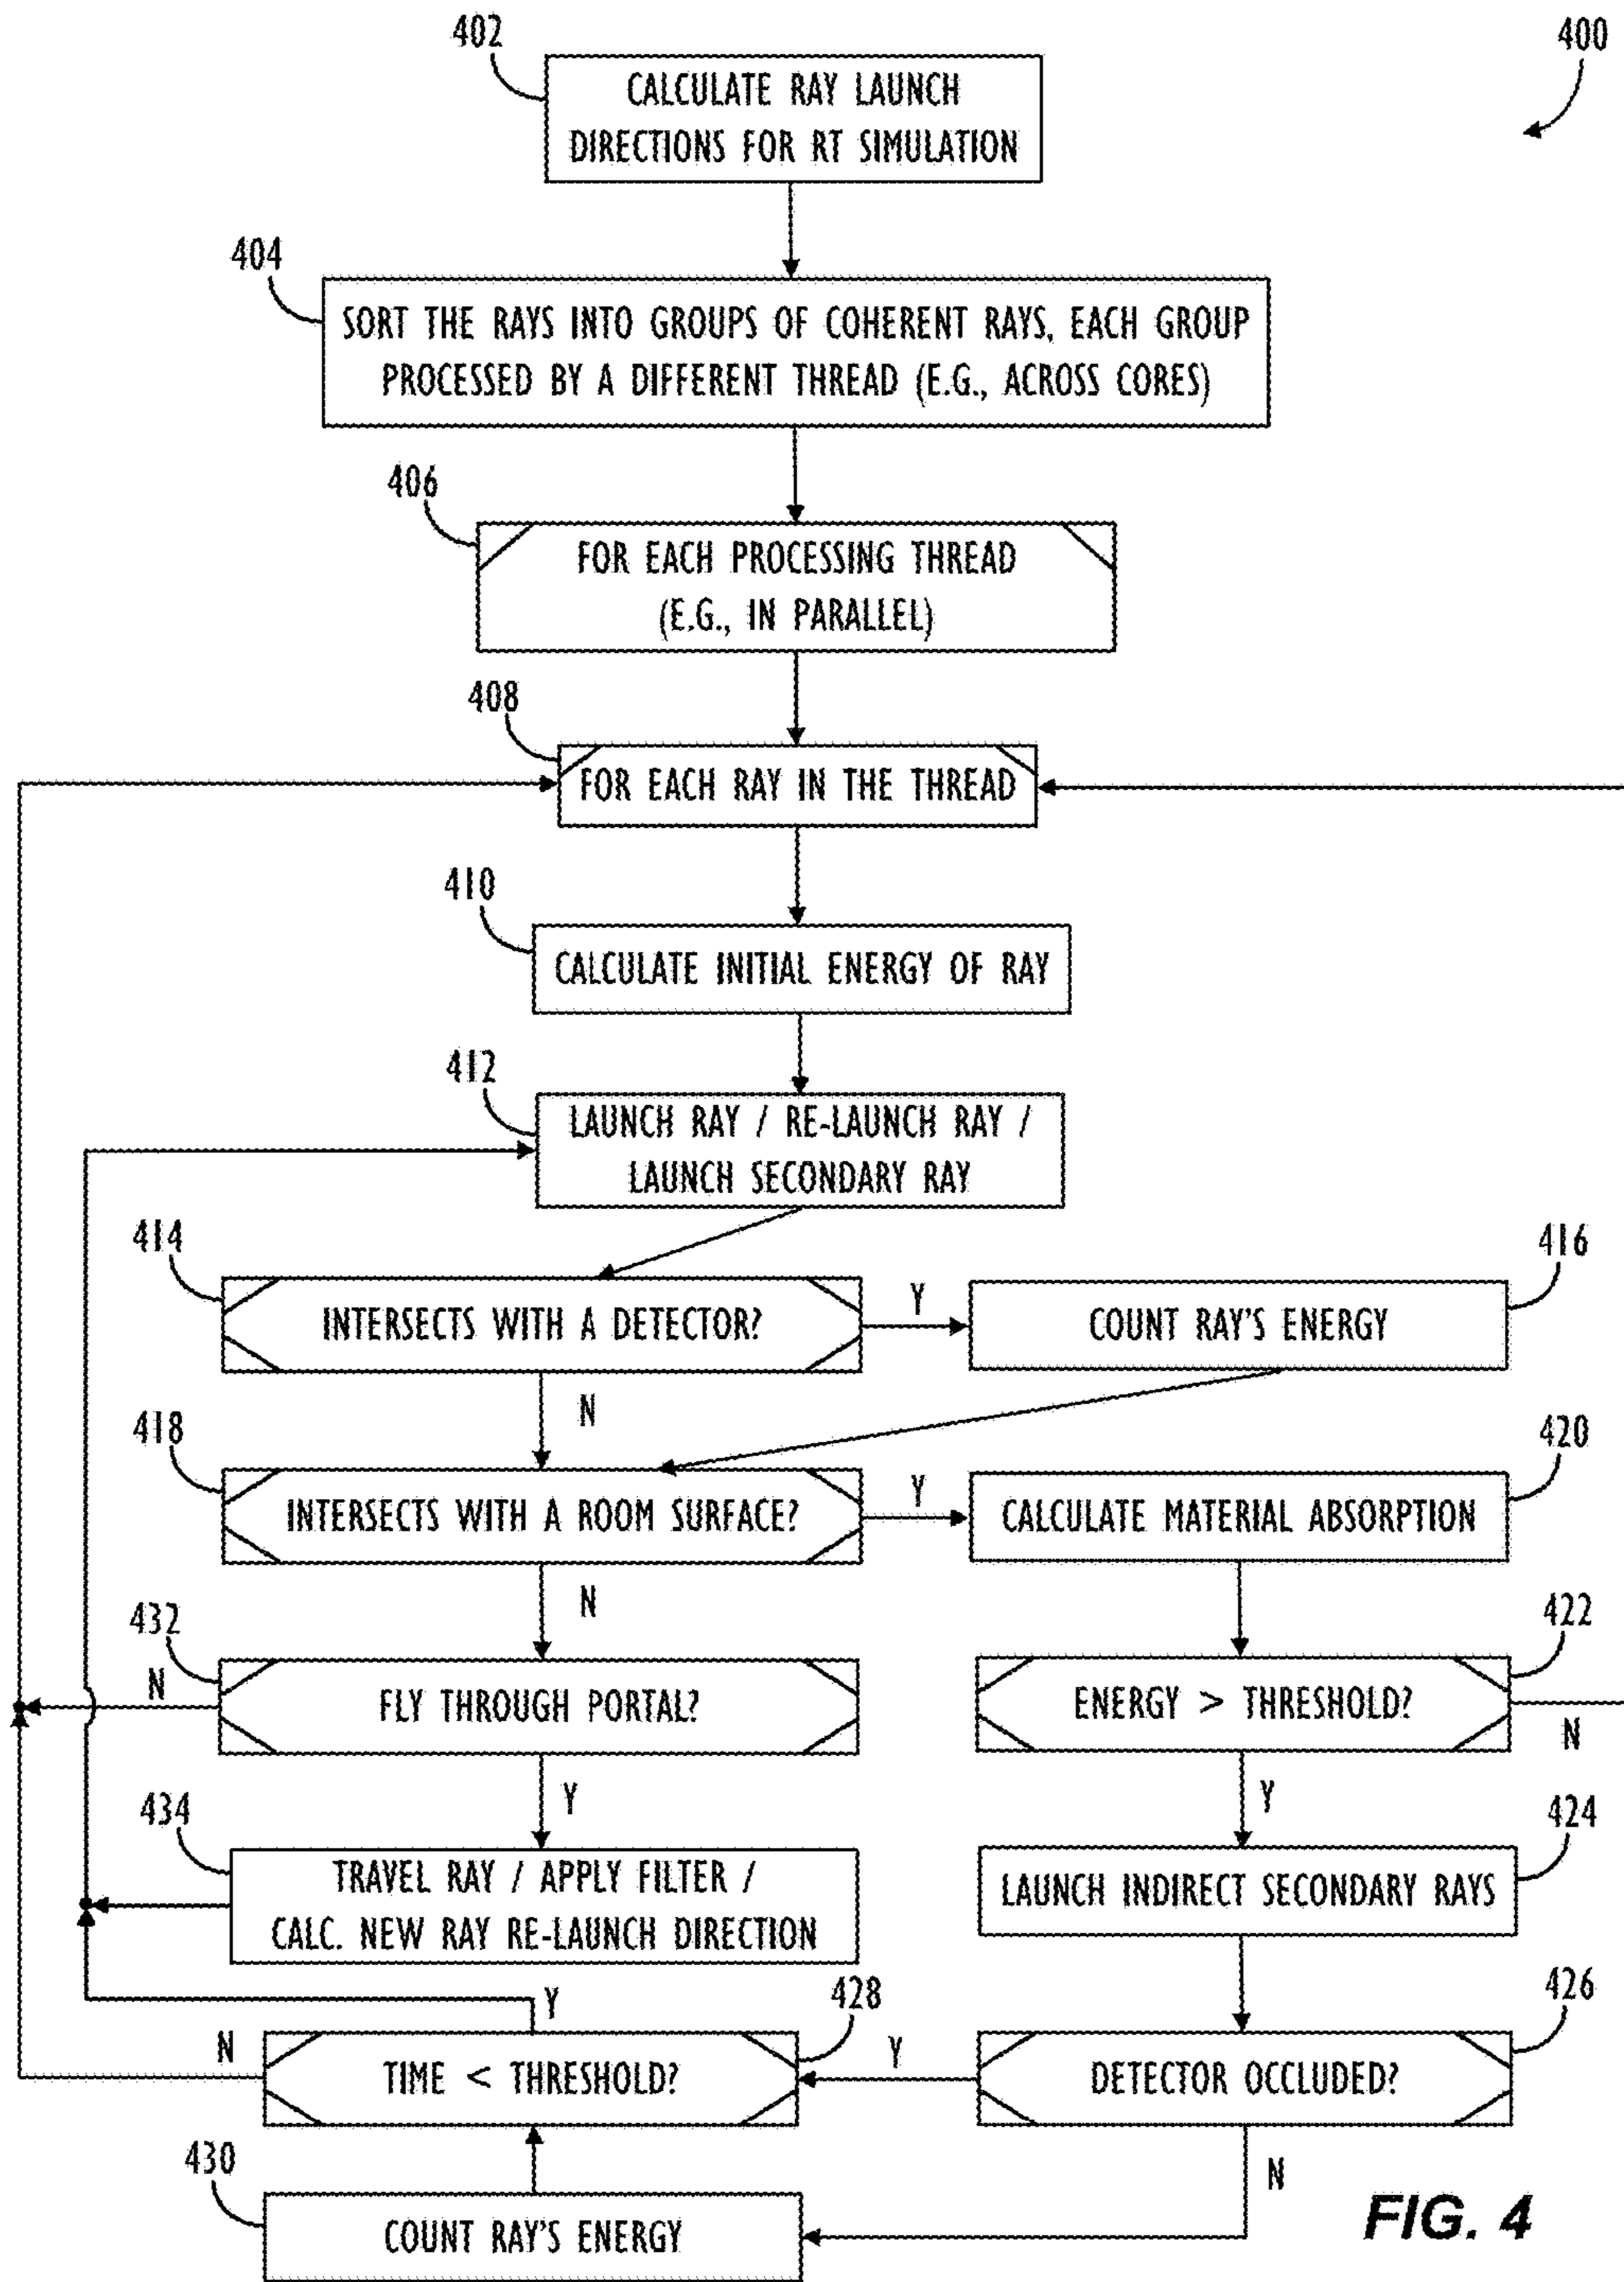 402
400
CALCULATE RAY LAUNCH
DIRECTIONS FOR RT SIMULATION
404
SORT THE RAYS INTO GROUPS OF COHERENT RAYS, EACH GROUP
PROCESSED BY A DIFFERENT THREAD (E.G., ACROSS CORES)
406
FOR EACH PROCESSING THREAD
(E.G., IN PARALLEL)
408
FOR EACH RAY IN THE THREAD
410
CALCULATE INITIAL ENERGY OF RAY
412
LAUNCH RAY / RE-LAUNCH RAY /
LAUNCH SECONDARY RAY
414
INTERSECTS WITH A DETECTOR?
Y
416
COUNT RAY'S ENERGY
N
418
INTERSECTS WITH A ROOM SURFACE?
Y
420
CALCULATE MATERIAL ABSORPTION
N
432
N
FLY THROUGH PORTAL?
422
ENERGY > THRESHOLD?
N
Y
Y
434
TRAVEL RAY / APPLY FILTER /
CALC. NEW RAY RE-LAUNCH DIRECTION
424
LAUNCH INDIRECT SECONDARY RAYS
Y
428
426
N
TIME < THRESHOLD?
Y
DETECTOR OCCLUDED?
430
N
COUNT RAY'S ENERGY
FIG. 4